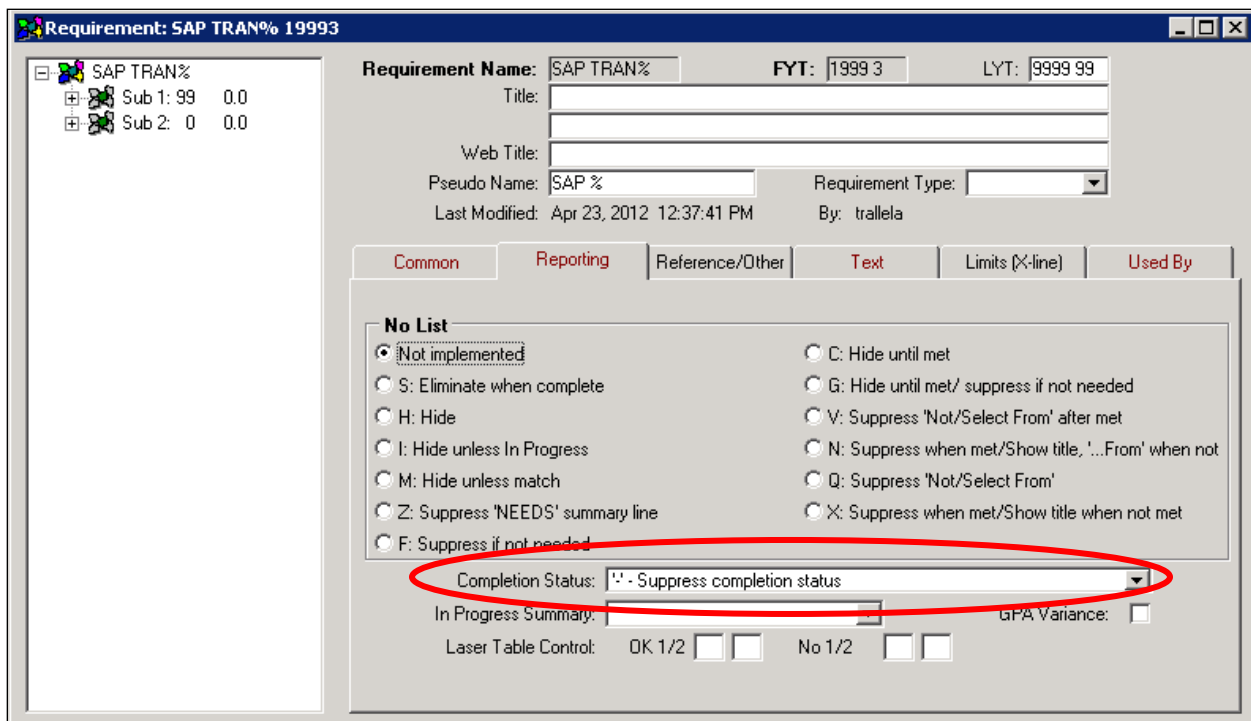 Requirement: SAP TRAN% 19993
SAP TRAN%
Sub 1: 99 0.0
Sub 2: 0 0.0
Requirement Name: SAP TRAN% FYT: 1999 3 LYT: 9999 99
Title:
Web Title:
Pseudo Name: SAP % Requirement Type:
Last Modified: Apr 23, 2012 12:37:41 PM By: trallela
Common Reporting Reference/Other Text Limits (X-line) Used By
No List
Not implemented C: Hide until met
S: Eliminate when complete G: Hide until met/ suppress if not needed
H: Hide V: Suppress 'Not/Select From' after met
I: Hide unless In Progress N: Suppress when met/Show title, '...From' when not
M: Hide unless match Q: Suppress 'Not/Select From'
Z: Suppress 'NEEDS' summary line X: Suppress when met/Show title when not met
F: Suppress if not needed
Completion Status: '-' - Suppress completion status
In Progress Summary: GPA Variance:
Laser Table Control: OK 1/2 No 1/2